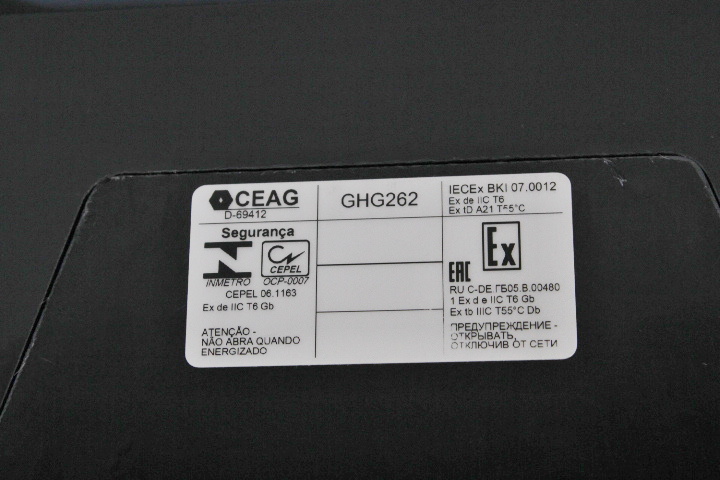 CEAG
D-69412
Segurança
INMETRO
CEPEL
OCP-0007
CEPEL 06.1163
Ex de IIC T6 Gb
ATENÇÃO -
NÃO ABRA QUANDO
ENERGIZADO
GHG262
IECEx BKI 07.0012
Ex de IIC T6
Ex tD A21 T55°C
Ex
EAC
RU C-DE.ГБ05.В.00480
1 Ex d e IIC T6 Gb
Ex tb IIIC T55°C Db
ПРЕДУПРЕЖДЕНИЕ -
ОТКРЫВАТЬ,
ОТКЛЮЧИВ ОТ СЕТИ